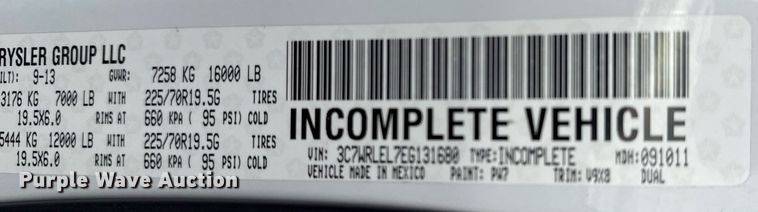 RYSLER GROUP LLC
ILT): 9-13 GVWR: 7258 KG 16000 LB
3176 KG 7000 LB WITH 225/70R19.5G TIRES
19.5X6.0 RIMS AT 660 KPA ( 95 PSI) COLD
5444 KG 12000 LB WITH 225/70R19.5G TIRES
19.5X6.0 RIMS AT 660 KPA ( 95 PSI) COLD
INCOMPLETE VEHICLE
VIN: 3C7WRLEL7EG131680 TYPE: INCOMPLETE MDH: 091011
VEHICLE MADE IN MEXICO PAINT: PW7 TRIM: V9X8 DUAL
Purple Wave Auction